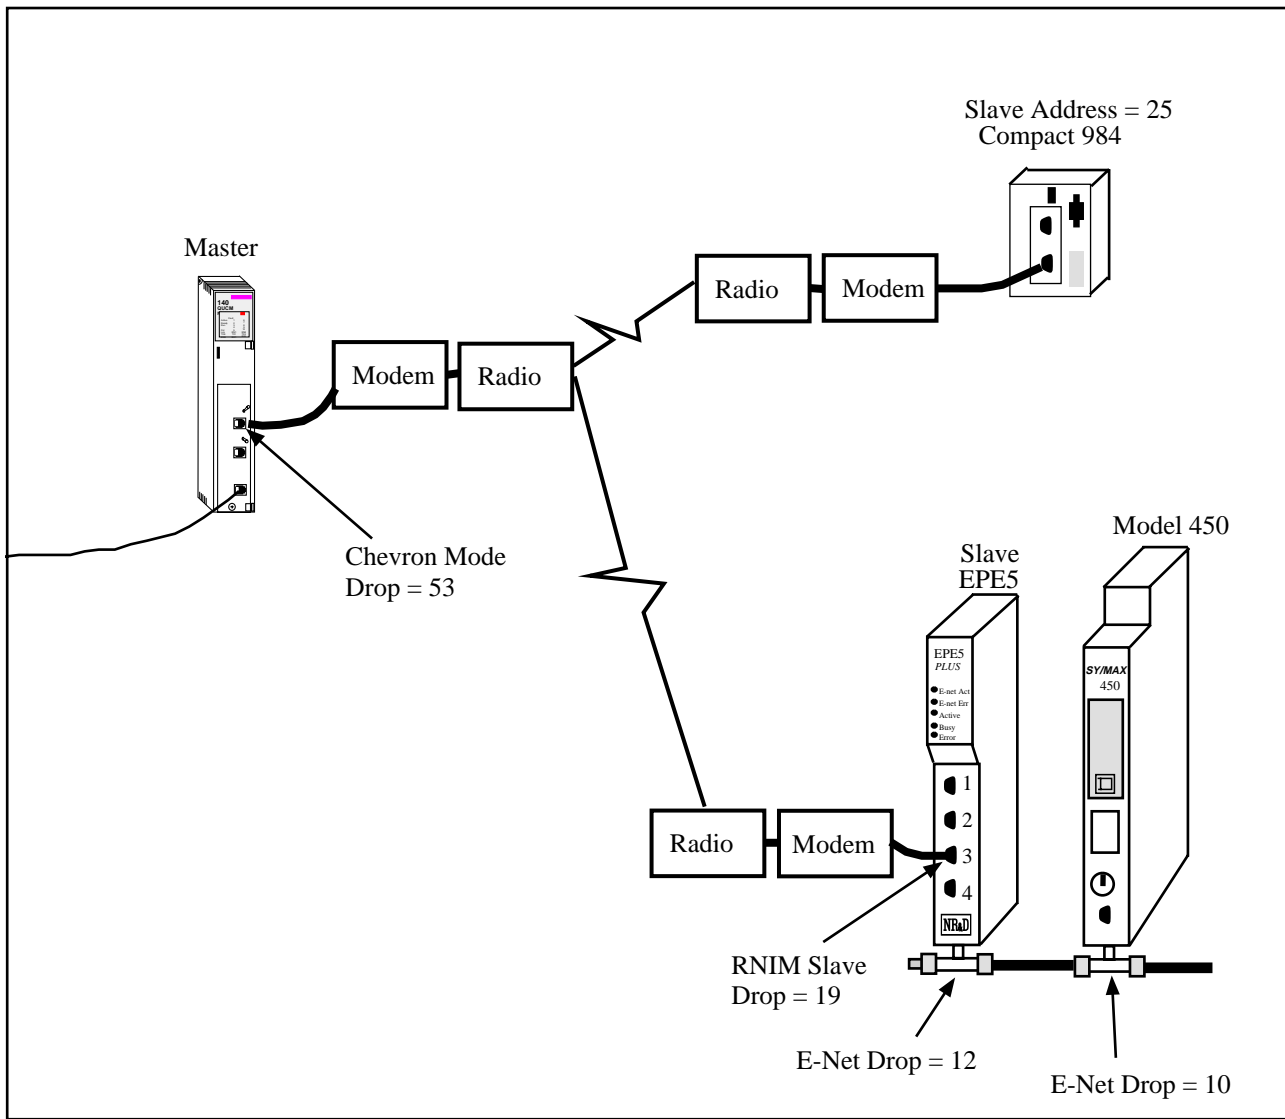 Slave Address = 25
Compact 984
Master
140
QUCM
Radio
Modem
Modem
Radio
Chevron Mode
Drop = 53
Model 450
Slave
EPE5
EPE5
PLUS
E-net Act
E-net Err
Active
Busy
Error
SY/MAX
450
1
2
3
4
Radio
Modem
NR&D
RNIM Slave
Drop = 19
E-Net Drop = 12
E-Net Drop = 10